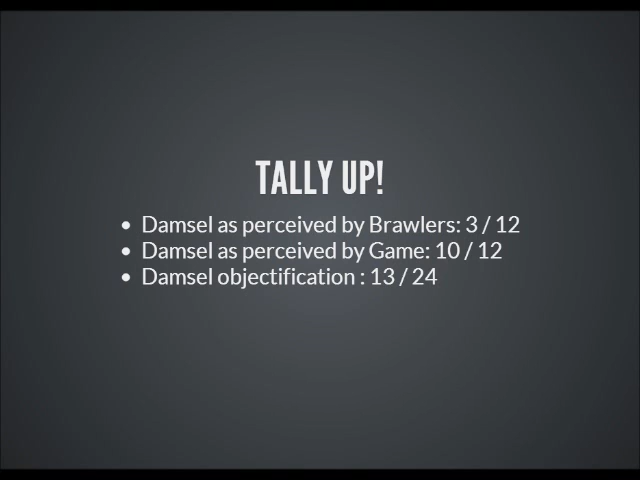 TALLY UP!
• Damsel as perceived by Brawlers: 3 / 12
• Damsel as perceived by Game: 10 / 12
• Damsel objectification : 13 / 24